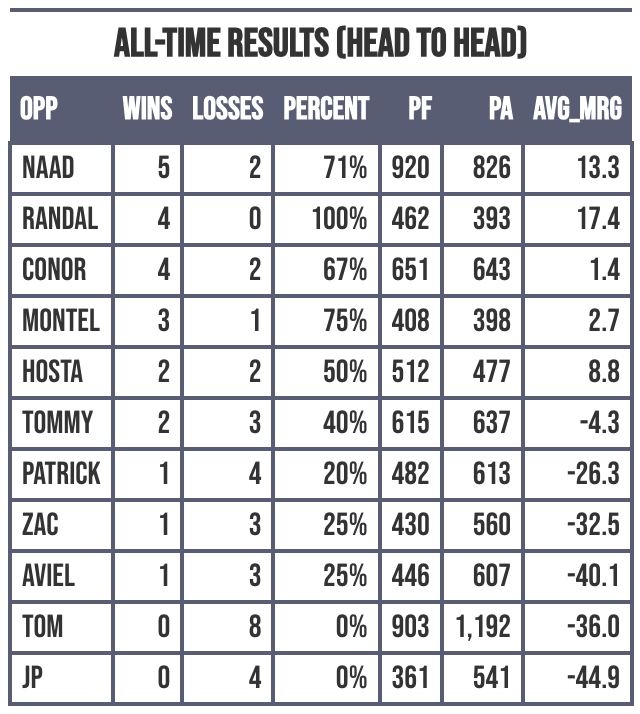 ALL-TIME RESULTS (HEAD TO HEAD)
OPP WINS LOSSES PERCENT PF PA AVG_MRG
NAAD 5 2 71% 920 826 13.3
RANDAL 4 0 100% 462 393 17.4
CONOR 4 2 67% 651 643 1.4
MONTEL 3 1 75% 408 398 2.7
HOSTA 2 2 50% 512 477 8.8
TOMMY 2 3 40% 615 637 -4.3
PATRICK 1 4 20% 482 613 -26.3
ZAC 1 3 25% 430 560 -32.5
AVIEL 1 3 25% 446 607 -40.1
TOM 0 8 0% 903 1,192 -36.0
JP 0 4 0% 361 541 -44.9